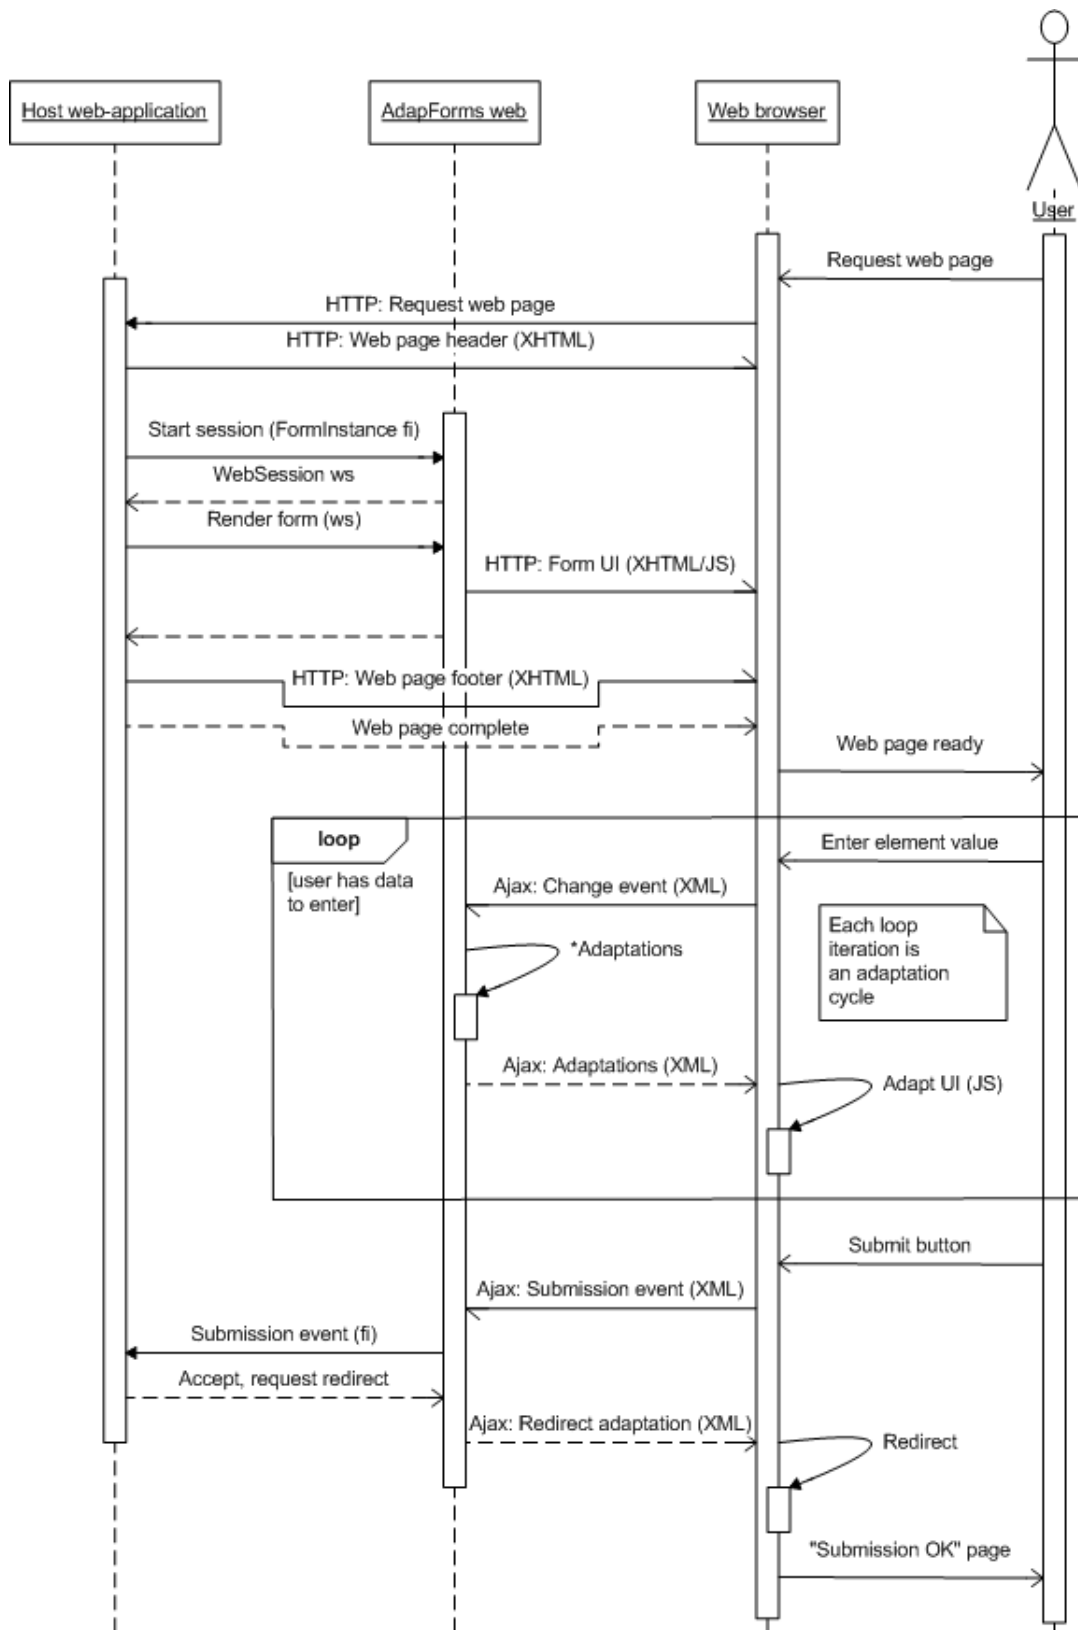 Host web-application
AdapForms web
Web browser
User
Request web page
HTTP: Request web page
HTTP: Web page header (XHTML)
Start session (FormInstance fi)
WebSession ws
Render form (ws)
HTTP: Form UI (XHTML/JS)
HTTP: Web page footer (XHTML)
Web page complete
Web page ready
loop
Enter element value
[user has data
to enter]
Ajax: Change event (XML)
Each loop
iteration is
an adaptation
cycle
*Adaptations
Ajax: Adaptations (XML)
Adapt UI (JS)
Submit button
Ajax: Submission event (XML)
Submission event (fi)
Accept, request redirect
Ajax: Redirect adaptation (XML)
Redirect
"Submission OK" page